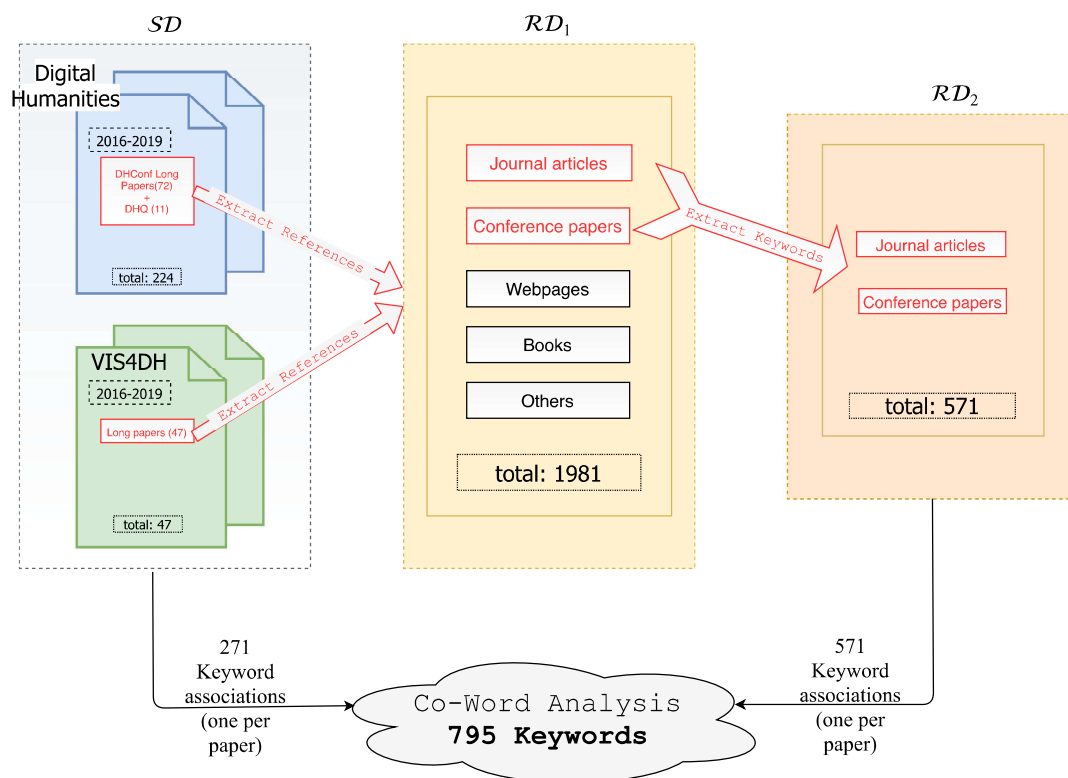 SD
Digital
Humanities
2016-2019
DHConf Long
Papers(72)
+
DHQ (11)
total: 224
Extract References
VIS4DH
2016-2019
Long papers (47)
total: 47
Extract References
RD₁
Journal articles
Conference papers
Webpages
Books
Others
total: 1981
Extract Keywords
RD₂
Journal articles
Conference papers
total: 571
271
Keyword
associations
(one per
paper)
Co-Word Analysis
795 Keywords
571
Keyword
associations
(one per
paper)